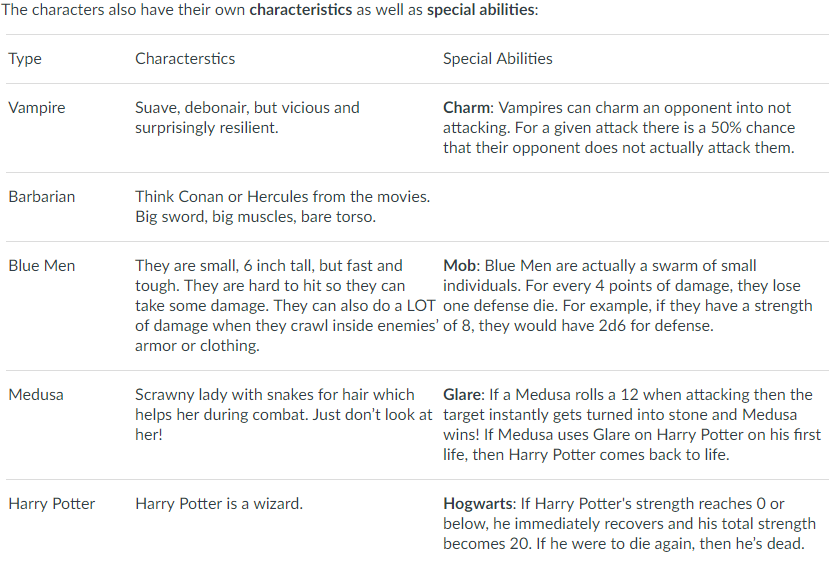 The characters also have their own characteristics as well as special abilities:
Type Characterstics Special Abilities
Vampire Suave, debonair, but vicious and surprisingly resilient. Charm: Vampires can charm an opponent into not attacking. For a given attack there is a 50% chance that their opponent does not actually attack them.
Barbarian Think Conan or Hercules from the movies. Big sword, big muscles, bare torso.
Blue Men They are small, 6 inch tall, but fast and tough. They are hard to hit so they can take some damage. They can also do a LOT of damage when they crawl inside enemies' armor or clothing. Mob: Blue Men are actually a swarm of small individuals. For every 4 points of damage, they lose one defense die. For example, if they have a strength of 8, they would have 2d6 for defense.
Medusa Scrawny lady with snakes for hair which helps her during combat. Just don't look at her! Glare: If a Medusa rolls a 12 when attacking then the target instantly gets turned into stone and Medusa wins! If Medusa uses Glare on Harry Potter on his first life, then Harry Potter comes back to life.
Harry Potter Harry Potter is a wizard. Hogwarts: If Harry Potter's strength reaches 0 or below, he immediately recovers and his total strength becomes 20. If he were to die again, then he's dead.